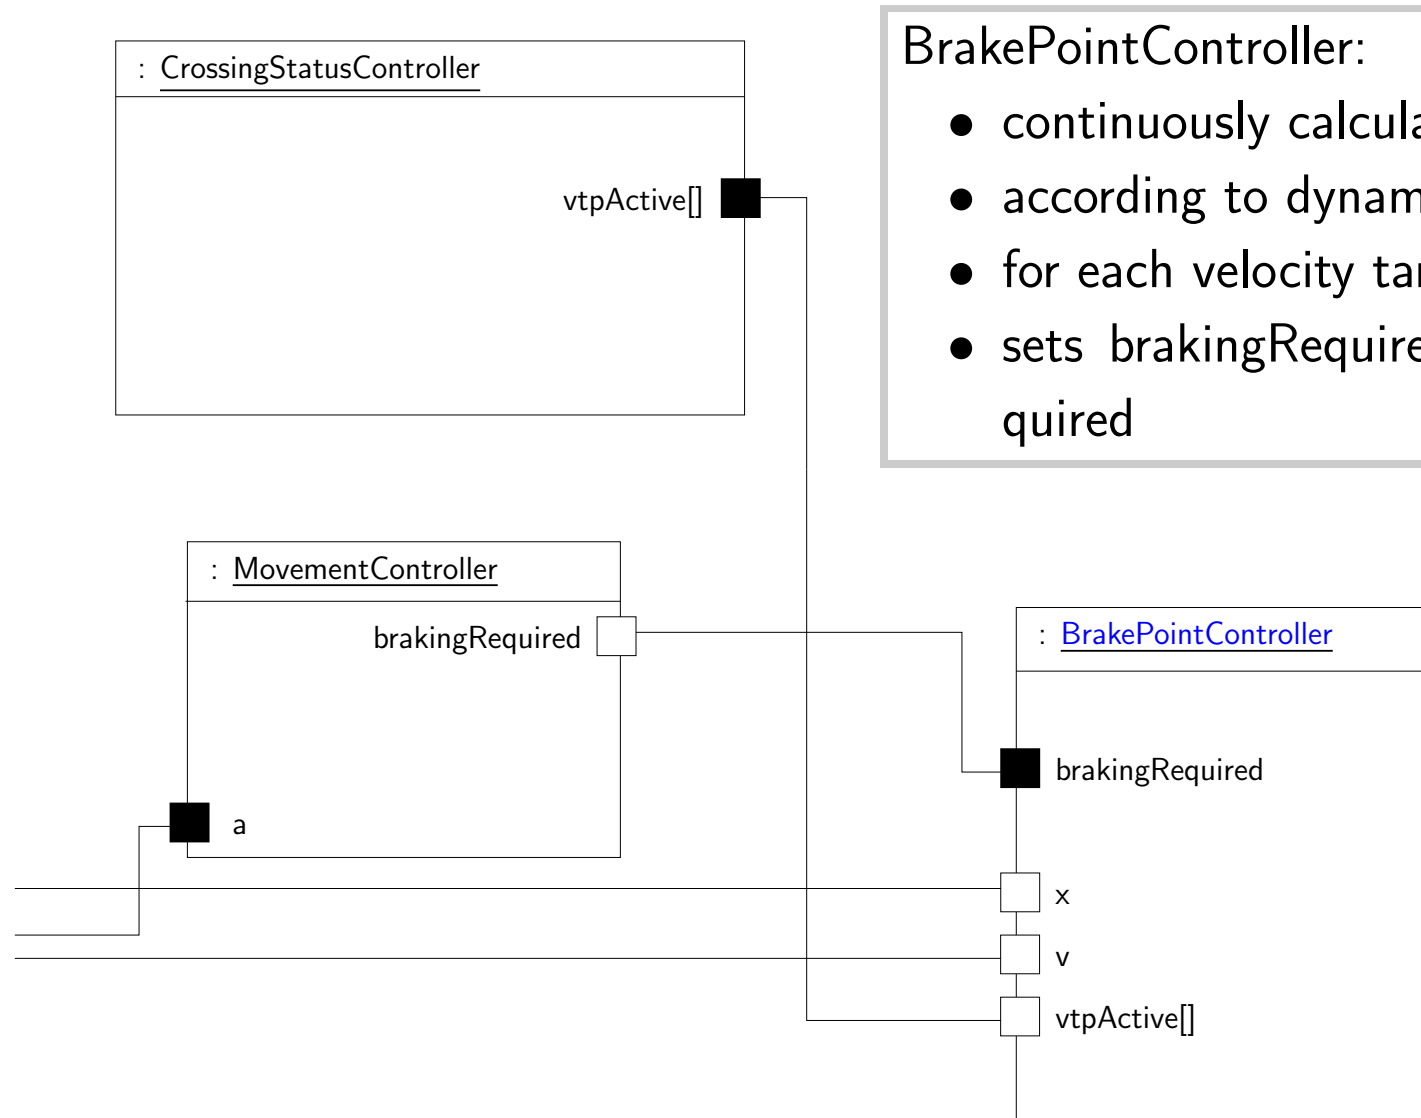 : CrossingStatusController
vtpActive[]
BrakePointController:
• continuously calcula
• according to dynam
• for each velocity tar
• sets brakingRequire
quired
: MovementController
brakingRequired
a
: BrakePointController
brakingRequired
x
v
vtpActive[]